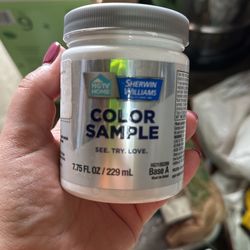 HGTV
HOME
SHERWIN
WILLIAMS
COLOR
SAMPLE
SEE. TRY. LOVE.
7.75 FL OZ / 229 mL
Base A